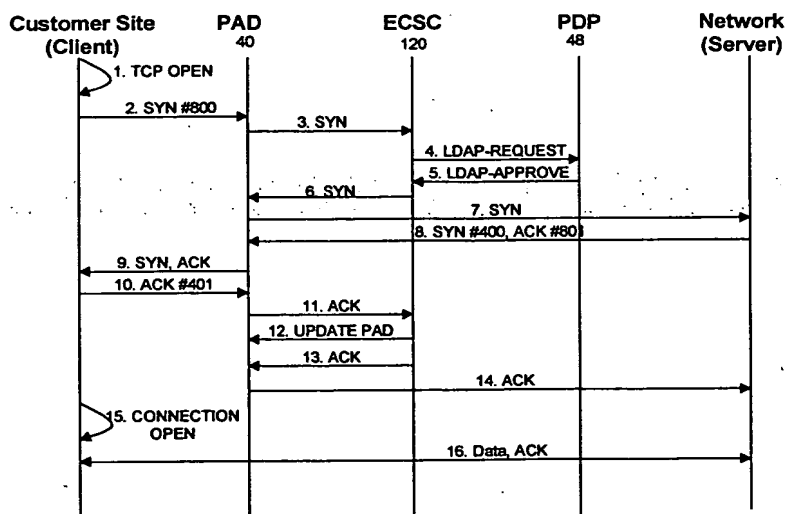 Customer Site
(Client)
PAD
40
ECSC
120
PDP
48
Network
(Server)
1. TCP OPEN
2. SYN #800
3. SYN
4. LDAP-REQUEST
5. LDAP-APPROVE
6. SYN
7. SYN
8. SYN #400, ACK #801
9. SYN, ACK
10. ACK #401
11. ACK
12. UPDATE PAD
13. ACK
14. ACK
15. CONNECTION
OPEN
16. Data, ACK